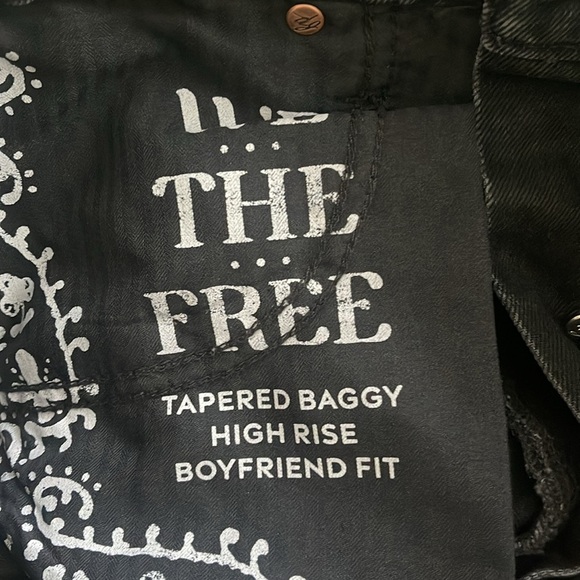 THE
FREE
TAPERED BAGGY
HIGH RISE
BOYFRIEND FIT